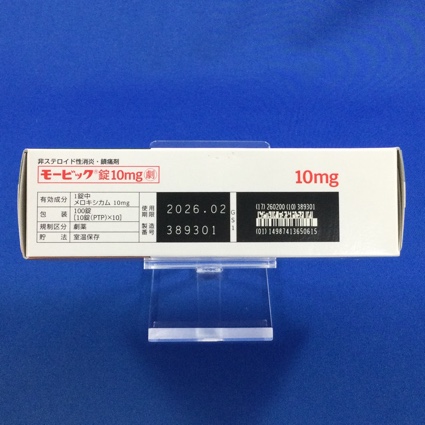 非ステロイド性消炎・鎮痛剤
モービック®錠10mg 劇
10mg
有効成分 1錠中 メロキシカム 10mg
包装 100錠 [10錠(PTP)×10]
規制区分 劇薬
貯法 室温保存
使用期限 2026.02
製造番号 389301
GS1
(17) 260200 (10) 389301
(01) 14987413650615